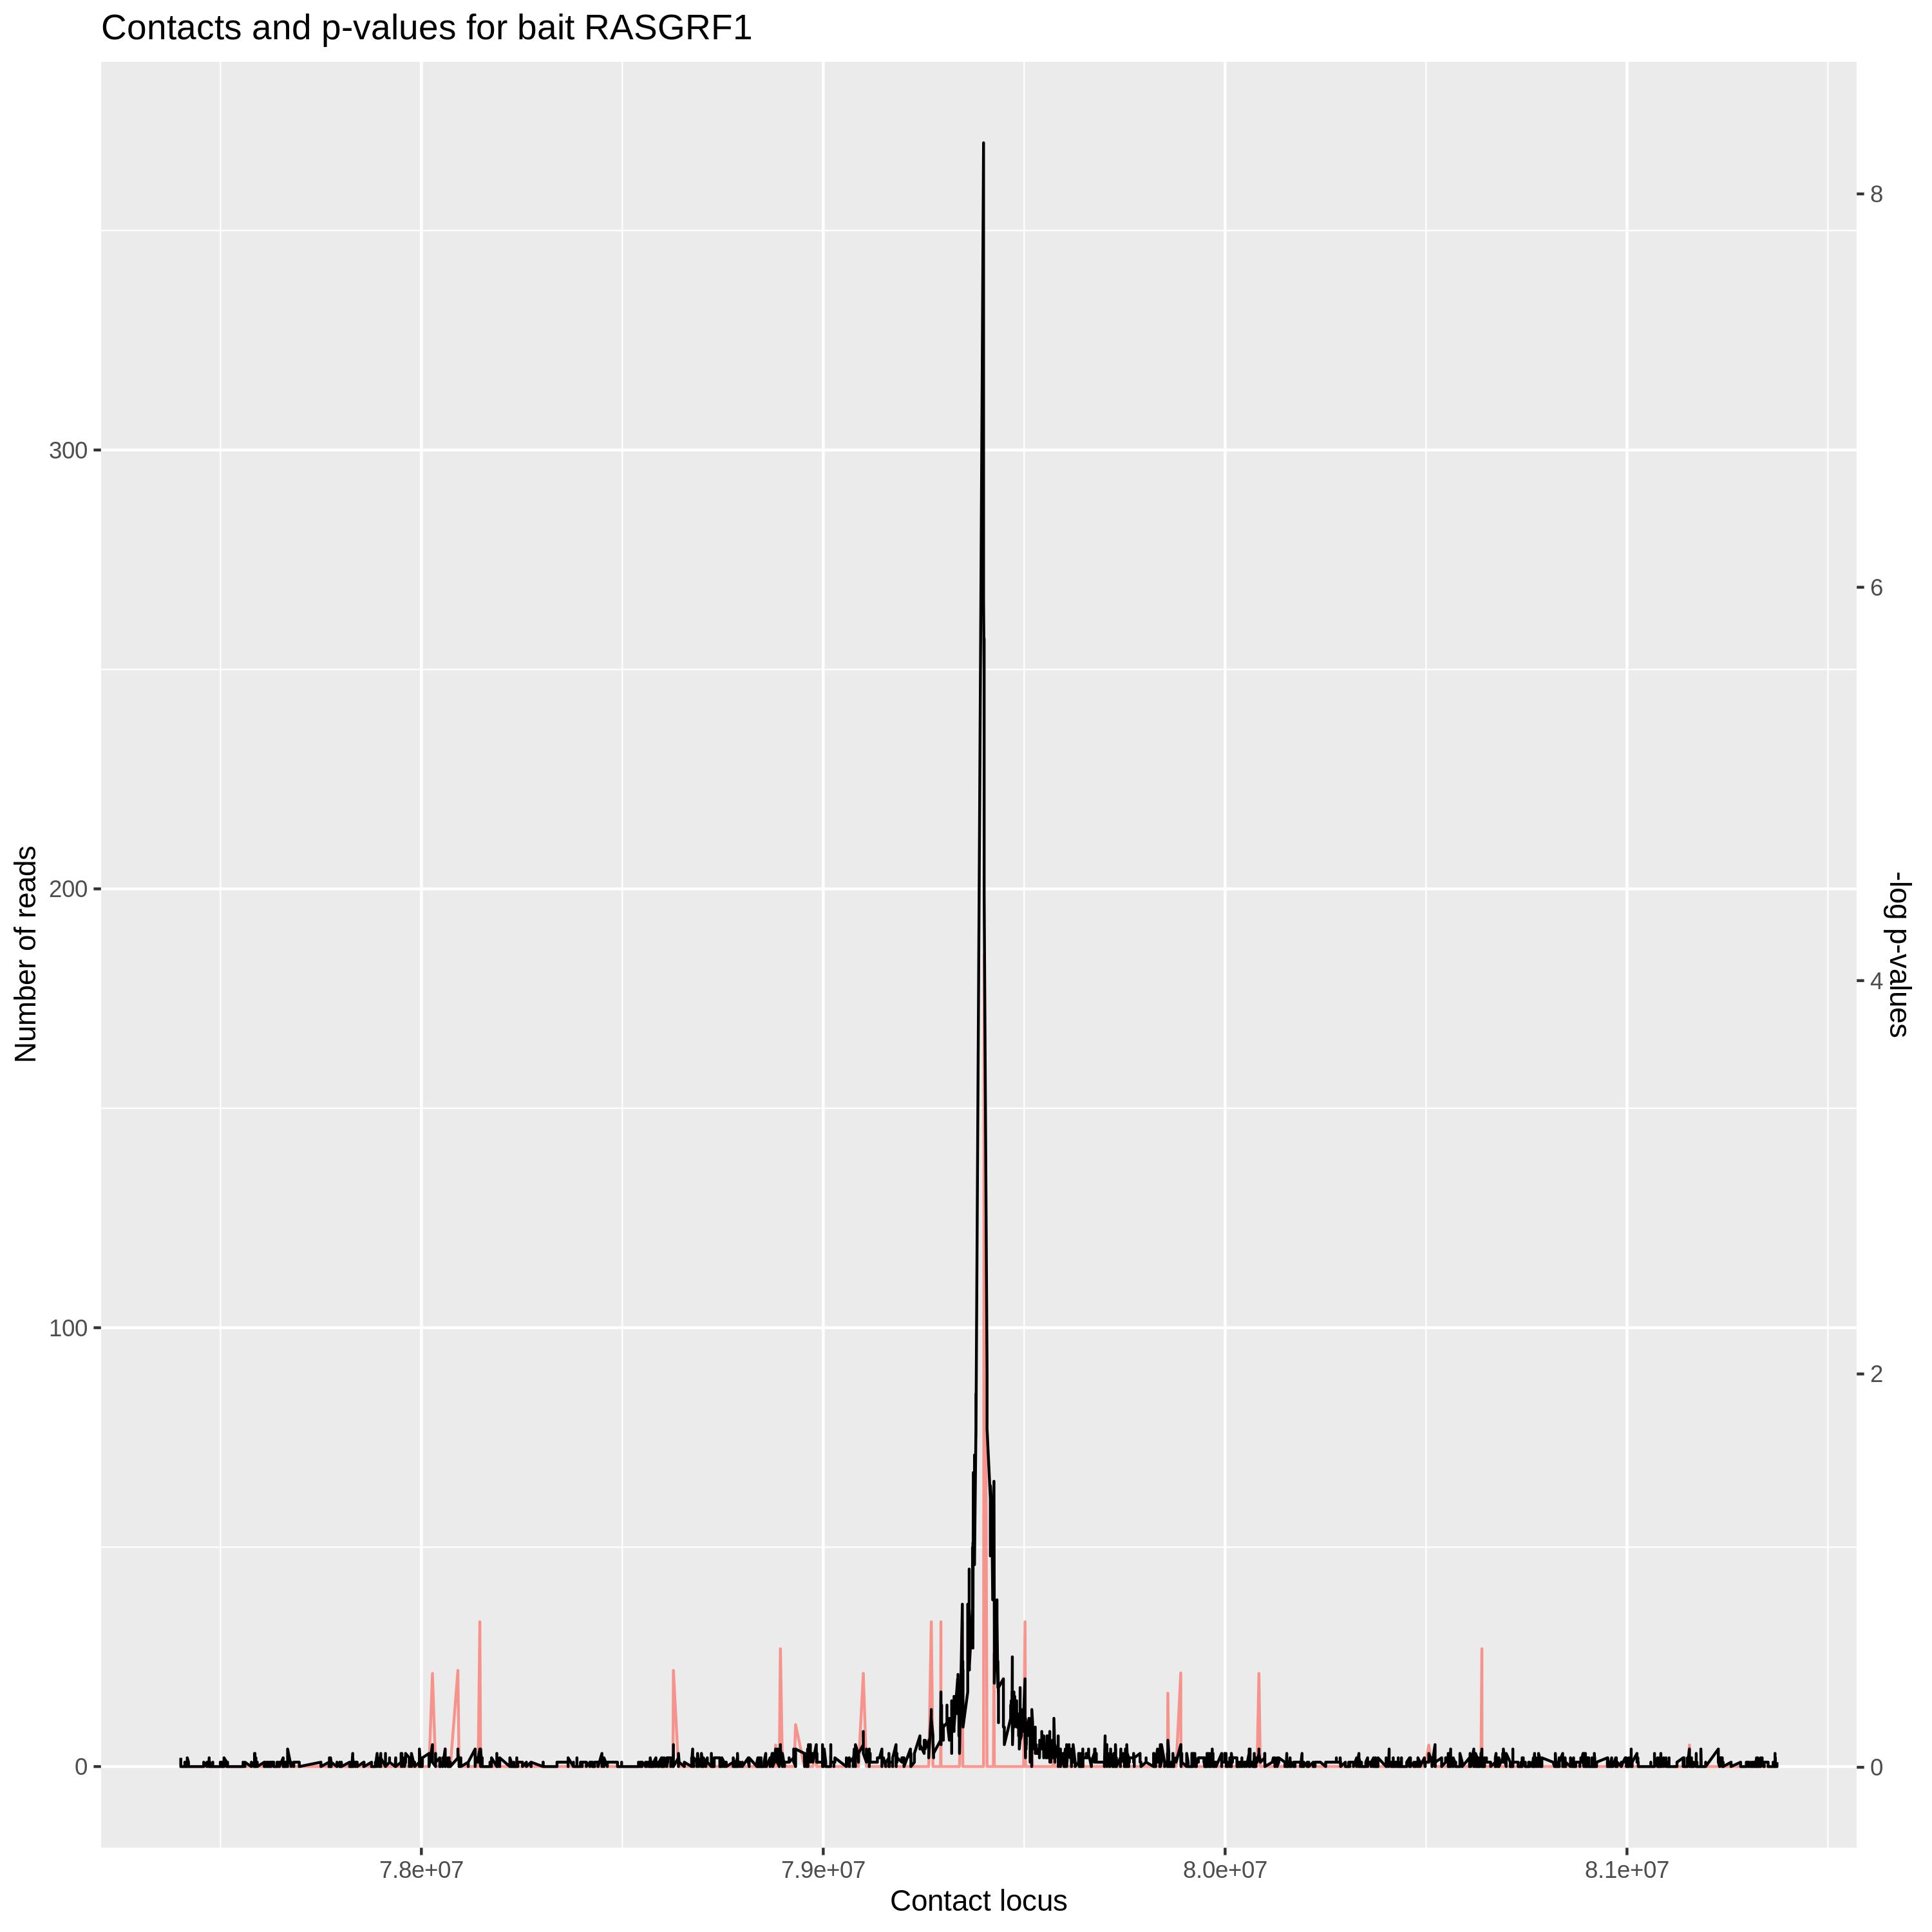 Contacts and p-values for bait RASGRF1
Number of reads
300
200
100
0
8
6
4
2
0
-log p-values
7.8e+07
7.9e+07
8.0e+07
8.1e+07
Contact locus